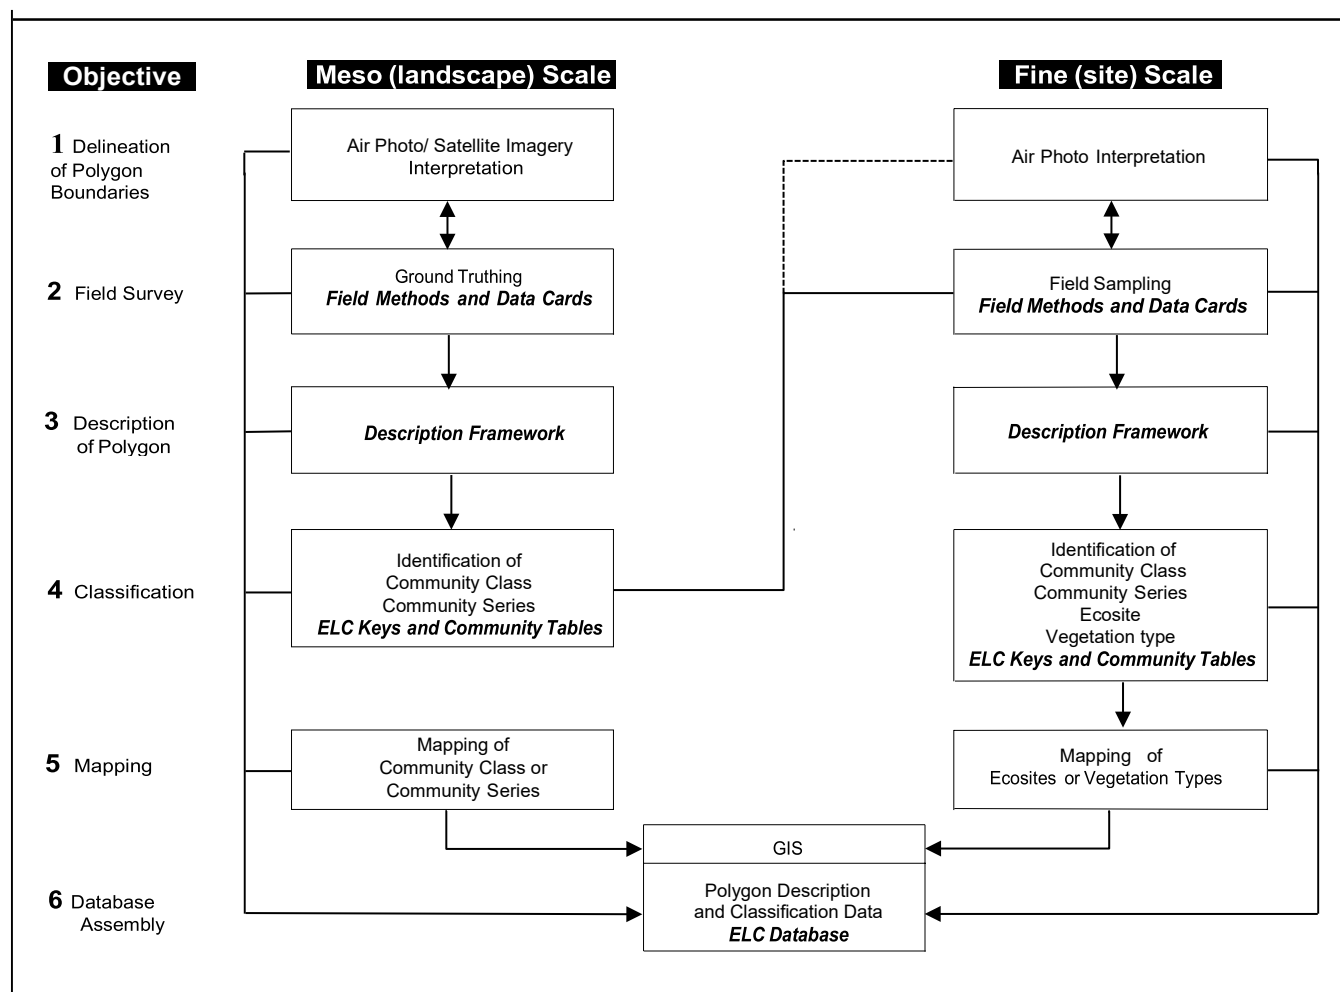 Objective
Meso (landscape) Scale
Fine (site) Scale
1 Delineation
of Polygon
Boundaries
Air Photo/ Satellite Imagery
Interpretation
Air Photo Interpretation
2 Field Survey
Ground Truthing
Field Methods and Data Cards
Field Sampling
Field Methods and Data Cards
3 Description
of Polygon
Description Framework
Description Framework
4 Classification
Identification of
Community Class
Community Series
ELC Keys and Community Tables
Identification of
Community Class
Community Series
Ecosite
Vegetation type
ELC Keys and Community Tables
5 Mapping
Mapping of
Community Class or
Community Series
Mapping of
Ecosites or Vegetation Types
GIS
6 Database
Assembly
Polygon Description
and Classification Data
ELC Database